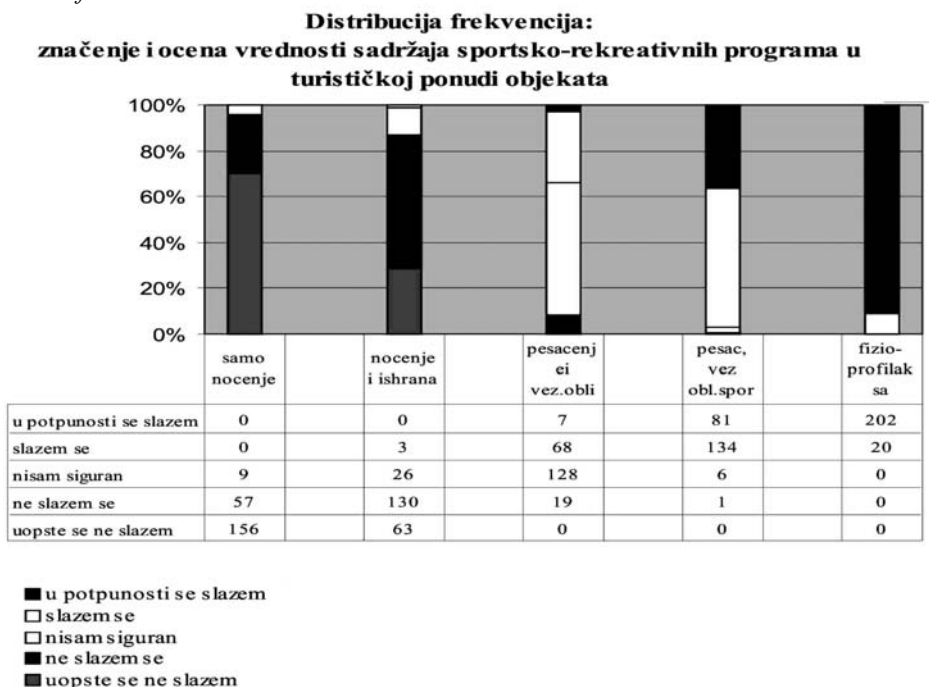 Distribucija frekvencija:
značenje i ocena vrednosti sadržaja sportsko-rekreativnih programa u
turističkoj ponudi objekata
100%
80%
60%
40%
20%
0%
samo
nocenje
nocenje
i ishrana
pesacenj
ei
vez.obli
pesac,
vez
obl.spor
fizio-
profilak
sa
u potpunosti se slazem 0 0 7 81 202
slazem se 0 3 68 134 20
nisam siguran 9 26 128 6 0
ne slazem se 57 130 19 1 0
uopste se ne slazem 156 63 0 0 0
u potpunosti se slazem
slazem se
nisam siguran
ne slazem se
uopste se ne slazem